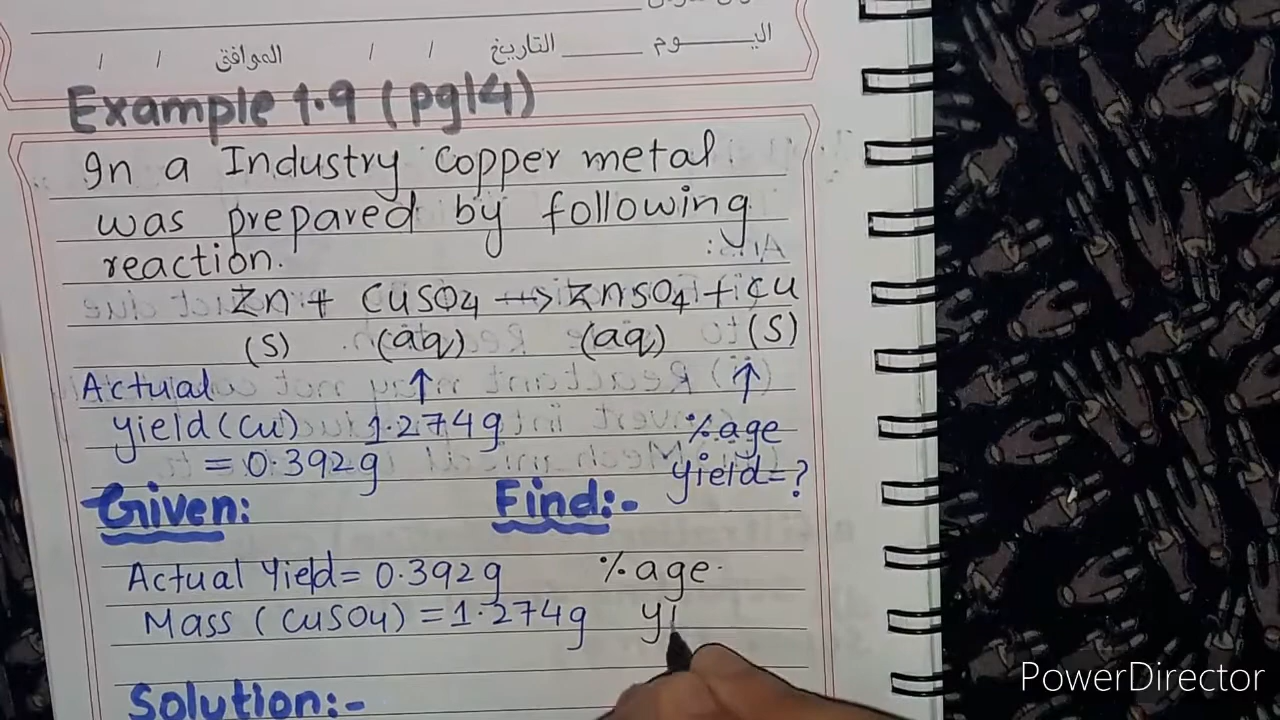 اليـــوم ـــــ التاريخ / / الموافق / /
Example 1.9 (pg14)
In a Industry Copper metal
was prepared by following
reaction.
Zn + CuSO4 → ZnSO4 + Cu
(S) (aq) (aq) (S)
Actual ↑ ↑
yield (Cu) 1.274g %age
= 0.392g yield=?
Given: Find:-
Actual Yield= 0.392g %age
Mass (CuSO4) = 1.274g yi
Solution:-
PowerDirector